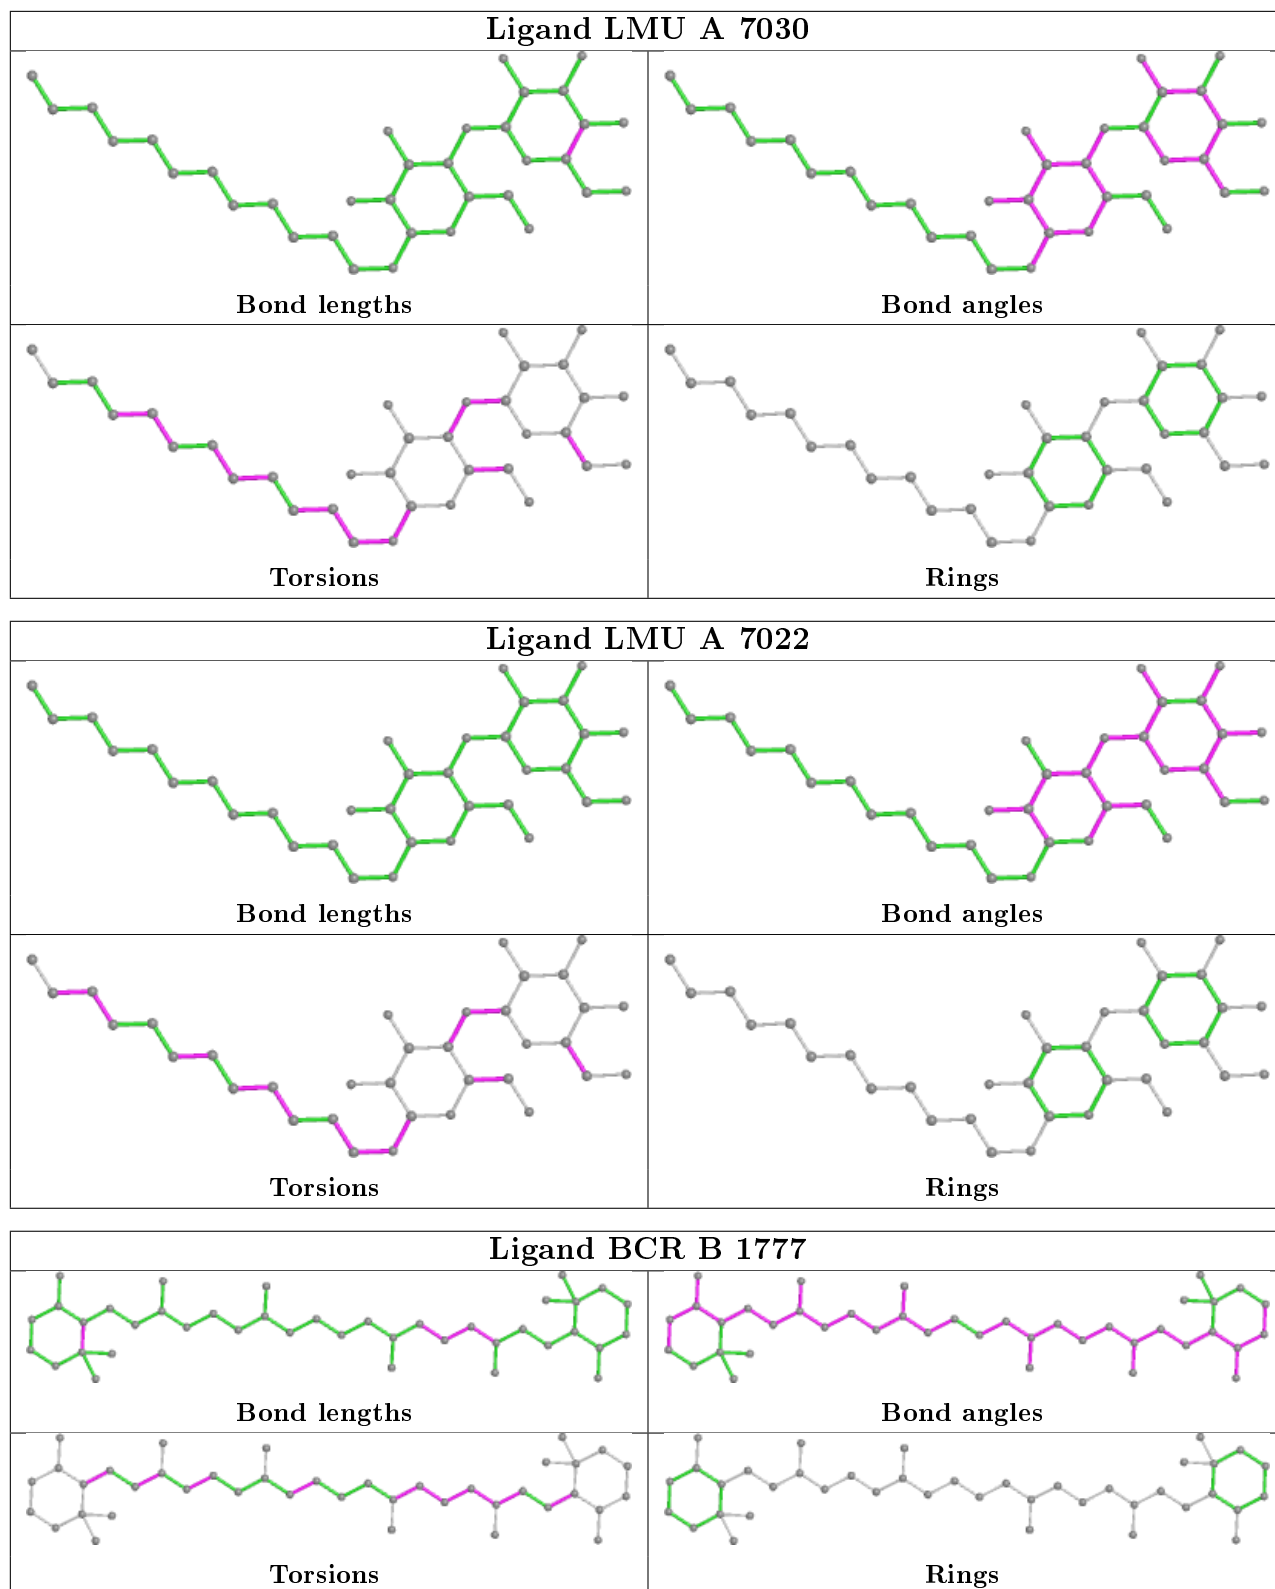 Ligand LMU A 7030
Bond lengths
Bond angles
Torsions
Rings
Ligand LMU A 7022
Bond lengths
Bond angles
Torsions
Rings
Ligand BCR B 1777
Bond lengths
Bond angles
Torsions
Rings